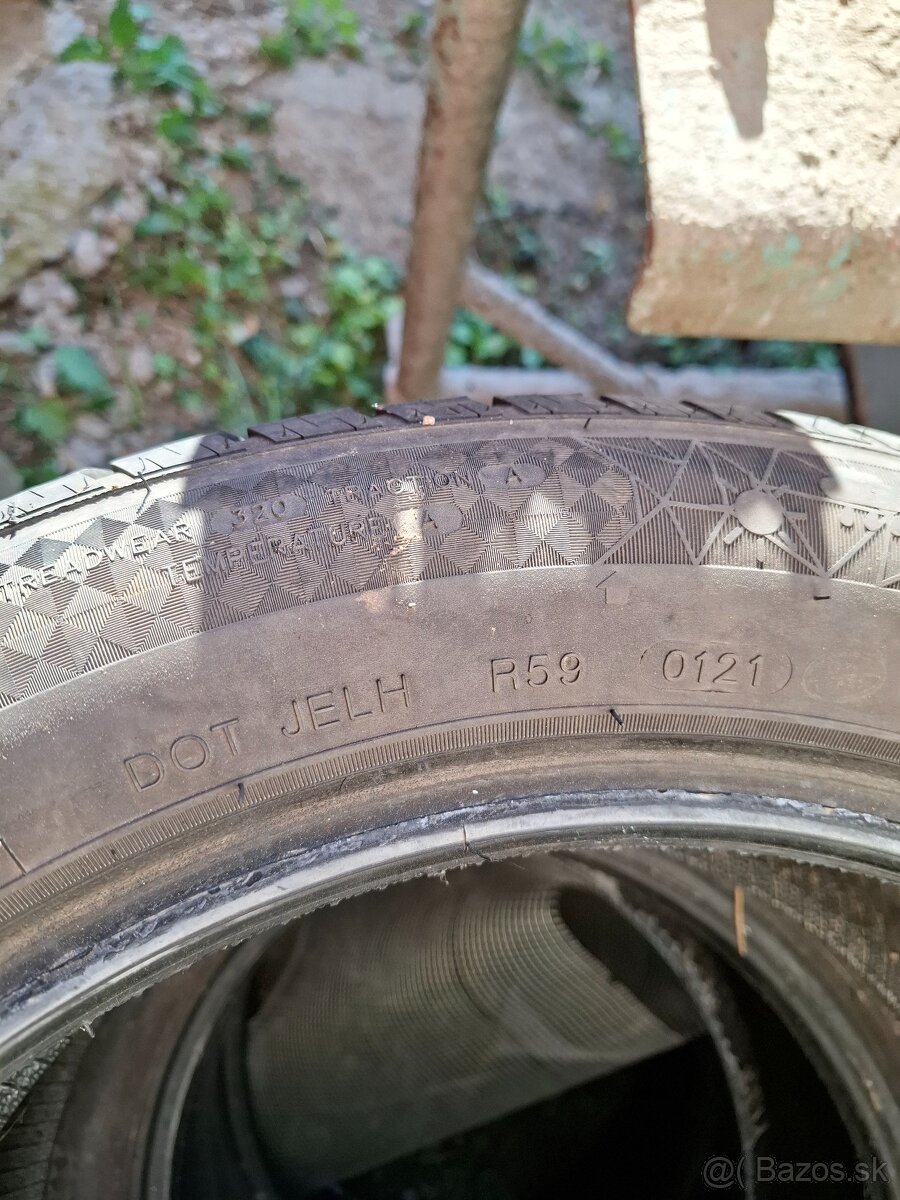 TREADWEAR 320 TRACTION A
TEMPERATURE A
DOT JELH R59 0121
@( Bazos.sk